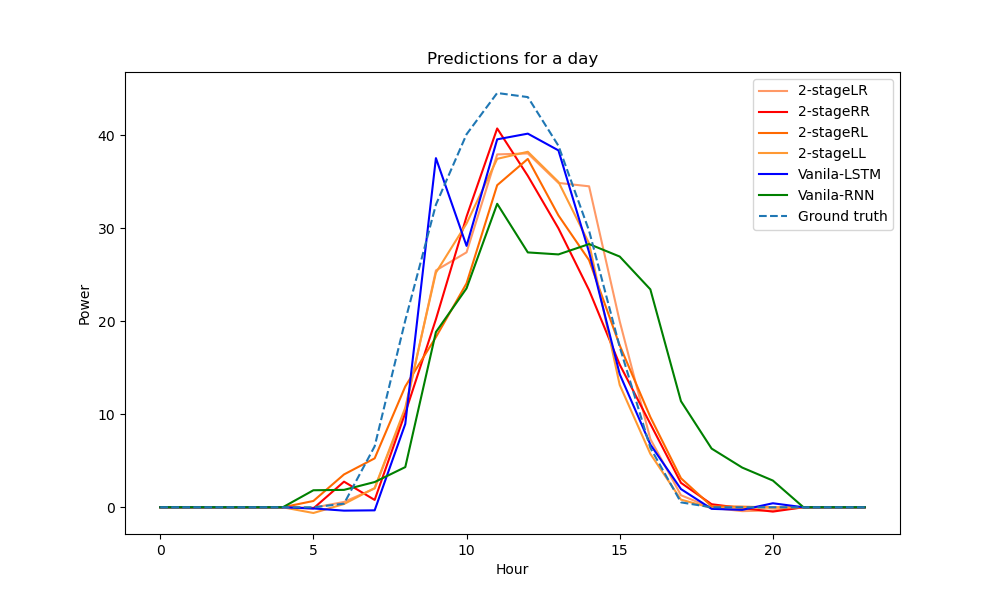 Predictions for a day
2-stageLR
2-stageRR
2-stageRL
2-stageLL
Vanila-LSTM
Vanila-RNN
Ground truth
Power
40
30
20
10
0
0
5
10
15
20
Hour